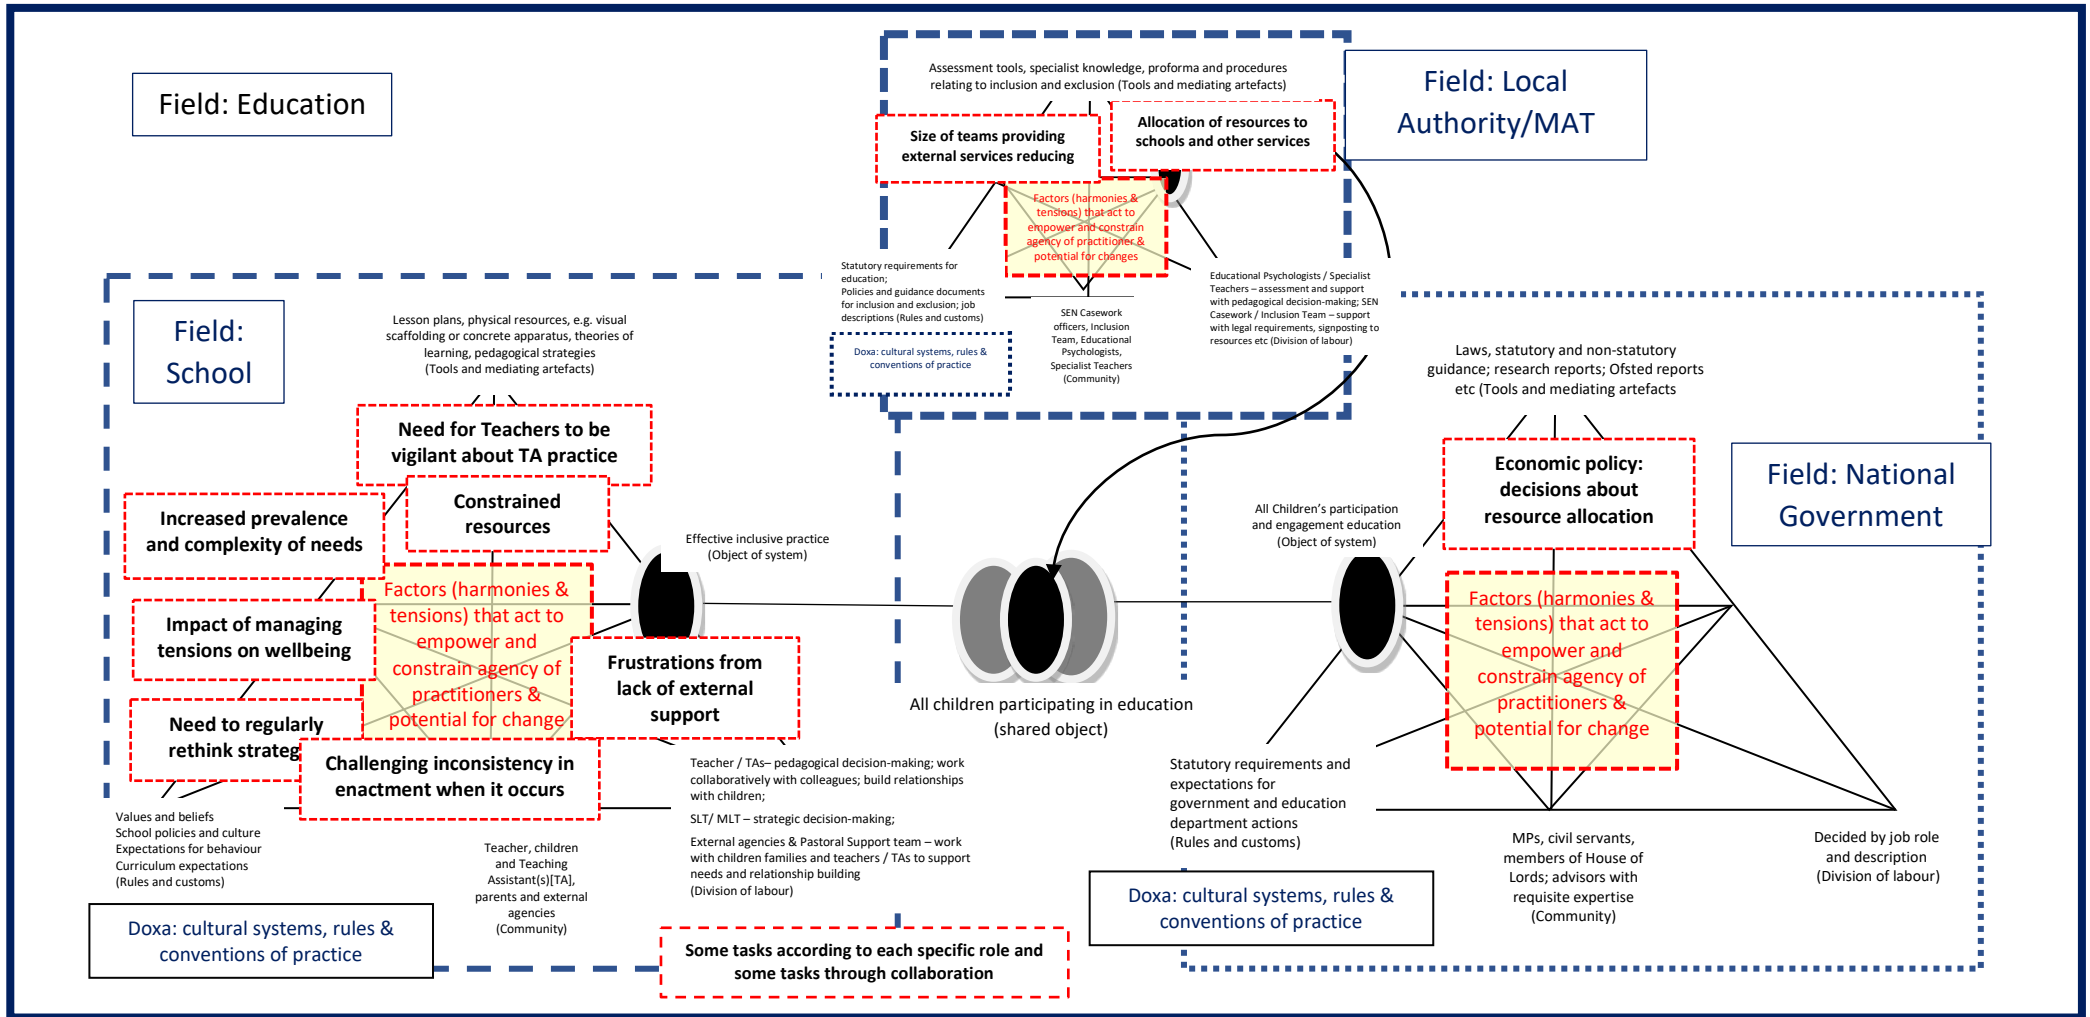 Field: Education
Assessment tools, specialist knowledge, proforma and procedures
relating to inclusion and exclusion (Tools and mediating artefacts)
Field: Local
Authority/MAT
Size of teams providing
external services reducing
Allocation of resources to
schools and other services
Factors (harmonies &
tensions) that act to
empower and constrain
agency of practitioner &
potential for changes
Statutory requirements for
education;
Policies and guidance documents
for inclusion and exclusion; job
descriptions (Rules and customs)
Doxa: cultural systems, rules &
conventions of practice
SEN Casework
officers, Inclusion
Team, Educational
Psychologists,
Specialist Teachers
(Community)
Educational Psychologists / Specialist
Teachers – assessment and support
with pedagogical decision-making; SEN
Casework / Inclusion Team – support
with legal requirements, signposting to
resources etc (Division of labour)
Field:
School
Lesson plans, physical resources, e.g. visual
scaffolding or concrete apparatus, theories of
learning, pedagogical strategies
(Tools and mediating artefacts)
Need for Teachers to be
vigilant about TA practice
Constrained
resources
Increased prevalence
and complexity of needs
Impact of managing
tensions on wellbeing
Need to regularly
rethink strateg
Factors (harmonies &
tensions) that act to
empower and
constrain agency of
practitioners &
potential for change
Effective inclusive practice
(Object of system)
Frustrations from
lack of external
support
Challenging inconsistency in
enactment when it occurs
Values and beliefs
School policies and culture
Expectations for behaviour
Curriculum expectations
(Rules and customs)
Teacher, children
and Teaching
Assistant(s)[TA],
parents and external
agencies
(Community)
Teacher / TAs– pedagogical decision-making; work
collaboratively with colleagues; build relationships
with children;
SLT/ MLT – strategic decision-making;
External agencies & Pastoral Support team – work
with children families and teachers / TAs to support
needs and relationship building
(Division of labour)
Doxa: cultural systems, rules &
conventions of practice
Some tasks according to each specific role and
some tasks through collaboration
All children participating in education
(shared object)
Laws, statutory and non-statutory
guidance; research reports; Ofsted reports
etc (Tools and mediating artefacts
Economic policy:
decisions about
resource allocation
Field: National
Government
All Children's participation
and engagement education
(Object of system)
Factors (harmonies &
tensions) that act to
empower and
constrain agency of
practitioners &
potential for change
Statutory requirements and
expectations for
government and education
department actions
(Rules and customs)
MPs, civil servants,
members of House of
Lords; advisors with
requisite expertise
(Community)
Decided by job role
and description
(Division of labour)
Doxa: cultural systems, rules &
conventions of practice